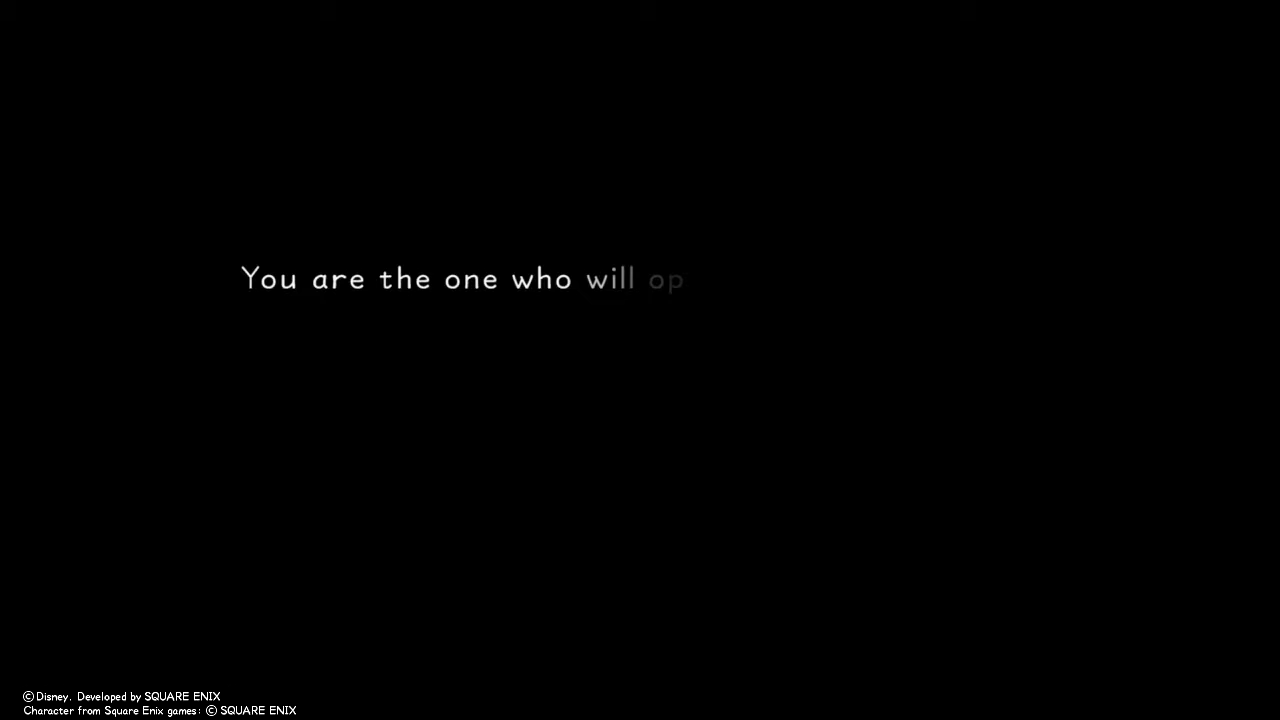 You are the one who will op
©Disney. Developed by SQUARE ENIX
Character from Square Enix games: © SQUARE ENIX